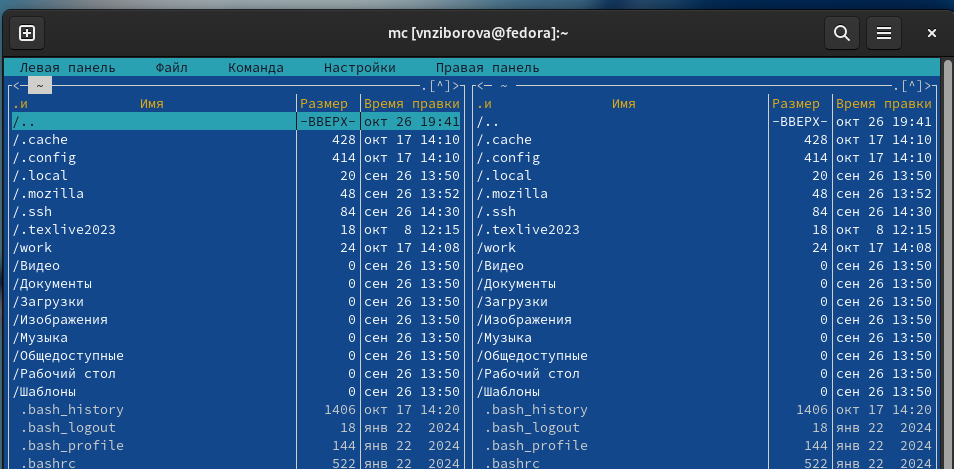 mc [vnziborova@fedora]:~
Левая панель Файл Команда Настройки Правая панель
<— ~ .[^]> <— ~ .[^]>
.и Имя Размер Время правки .и Имя Размер Время правки
/.. -ВВЕРХ- окт 26 19:41 /.. -ВВЕРХ- окт 26 19:41
/.cache 428 окт 17 14:10 /.cache 428 окт 17 14:10
/.config 414 окт 17 14:10 /.config 414 окт 17 14:10
/.local 20 сен 26 13:50 /.local 20 сен 26 13:50
/.mozilla 48 сен 26 13:52 /.mozilla 48 сен 26 13:52
/.ssh 84 сен 26 14:30 /.ssh 84 сен 26 14:30
/.texlive2023 18 окт 8 12:15 /.texlive2023 18 окт 8 12:15
/work 24 окт 17 14:08 /work 24 окт 17 14:08
/Видео 0 сен 26 13:50 /Видео 0 сен 26 13:50
/Документы 0 сен 26 13:50 /Документы 0 сен 26 13:50
/Загрузки 0 сен 26 13:50 /Загрузки 0 сен 26 13:50
/Изображения 0 сен 26 13:50 /Изображения 0 сен 26 13:50
/Музыка 0 сен 26 13:50 /Музыка 0 сен 26 13:50
/Общедоступные 0 сен 26 13:50 /Общедоступные 0 сен 26 13:50
/Рабочий стол 0 сен 26 13:50 /Рабочий стол 0 сен 26 13:50
/Шаблоны 0 сен 26 13:50 /Шаблоны 0 сен 26 13:50
.bash_history 1406 окт 17 14:20 .bash_history 1406 окт 17 14:20
.bash_logout 18 янв 22 2024 .bash_logout 18 янв 22 2024
.bash_profile 144 янв 22 2024 .bash_profile 144 янв 22 2024
.bashrc 522 янв 22 2024 .bashrc 522 янв 22 2024